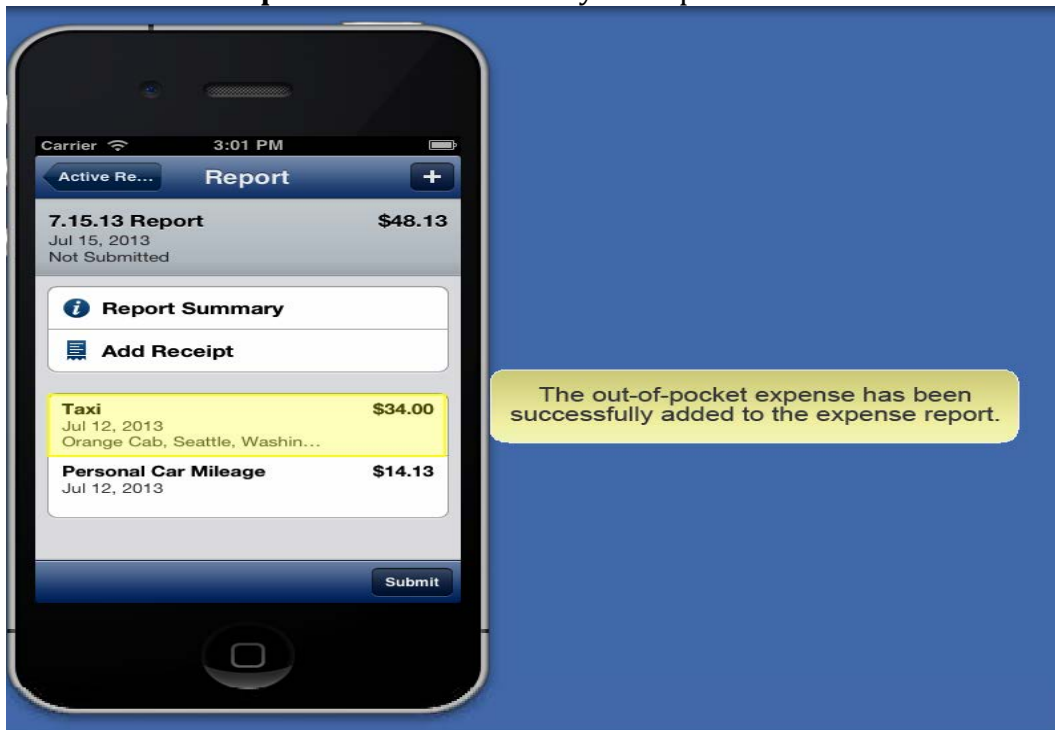 Carrier 3:01 PM
Active Re... Report +
7.15.13 Report $48.13
Jul 15, 2013
Not Submitted
Report Summary
Add Receipt
Taxi $34.00
Jul 12, 2013
Orange Cab, Seattle, Washin...
Personal Car Mileage $14.13
Jul 12, 2013
Submit
The out-of-pocket expense has been
successfully added to the expense report.